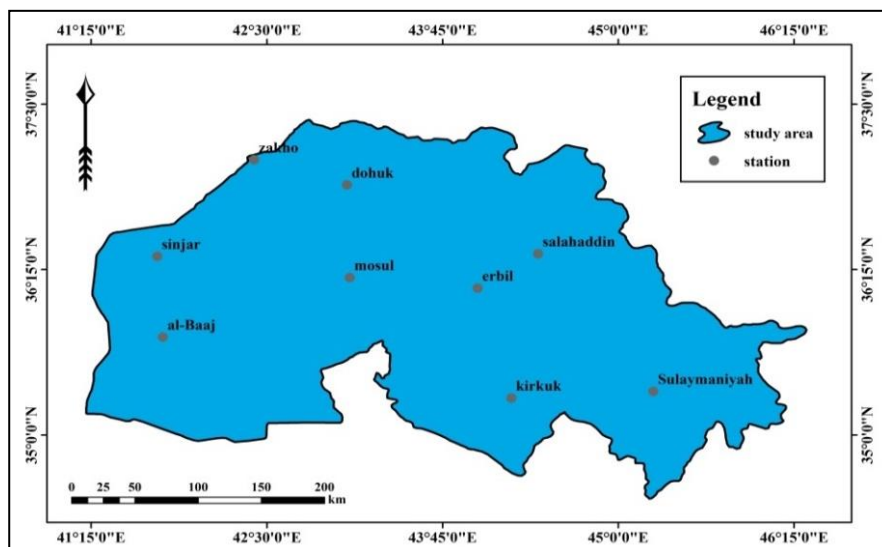 41°15'0"E 42°30'0"E 43°45'0"E 45°0'0"E 46°15'0"E
37°30'0"N 37°30'0"N
Legend
study area
station
zakho
dohuk
sinjar
salahaddin
mosul
erbil
36°15'0"N 36°15'0"N
al-Baaj
kirkuk
Sulaymaniyah
35°0'0"N 35°0'0"N
0 25 50 100 150 200
km
41°15'0"E 42°30'0"E 43°45'0"E 45°0'0"E 46°15'0"E